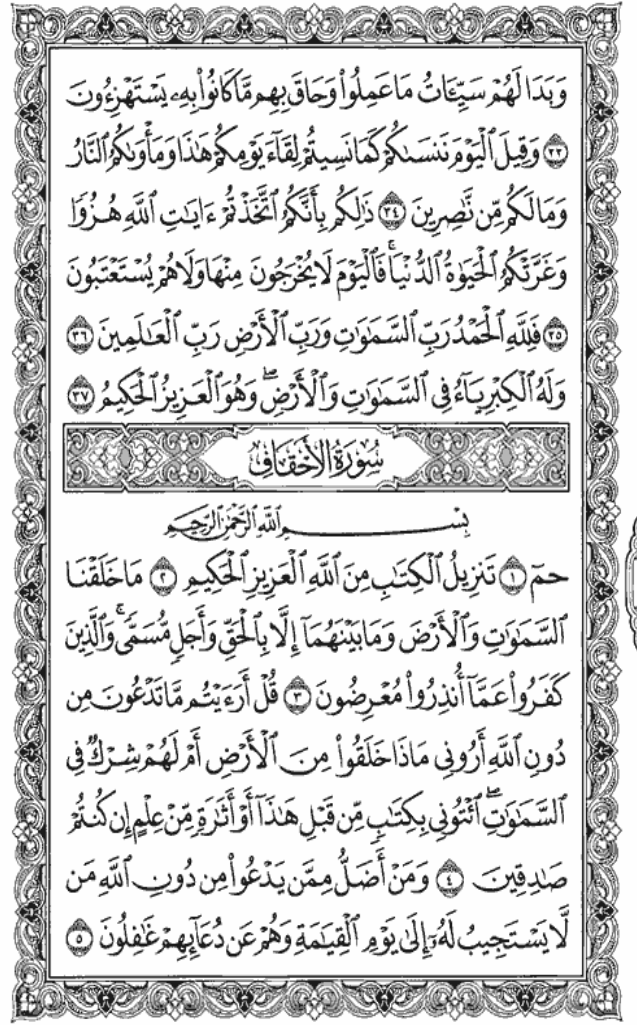 وَبَدَا لَهُمْ سَيِّـَٔاتُ مَا عَمِلُوا۟ وَحَاقَ بِهِم مَّا كَانُوا۟ بِهِۦ يَسْتَهْزِءُونَ
٣٣ وَقِيلَ ٱلْيَوْمَ نَنسَىٰكُمْ كَمَا نَسِيتُمْ لِقَآءَ يَوْمِكُمْ هَٰذَا وَمَأْوَىٰكُمُ ٱلنَّارُ
وَمَا لَكُم مِّن نَّٰصِرِينَ ٣٤ ذَٰلِكُم بِأَنَّكُمُ ٱتَّخَذْتُمْ ءَايَٰتِ ٱللَّهِ هُزُوًا
وَغَرَّتْكُمُ ٱلْحَيَوٰةُ ٱلدُّنْيَا ۚ فَٱلْيَوْمَ لَا يُخْرَجُونَ مِنْهَا وَلَا هُمْ يُسْتَعْتَبُونَ
٣٥ فَلِلَّهِ ٱلْحَمْدُ رَبِّ ٱلسَّمَٰوَٰتِ وَرَبِّ ٱلْأَرْضِ رَبِّ ٱلْعَٰلَمِينَ ٣٦
وَلَهُ ٱلْكِبْرِيَآءُ فِى ٱلسَّمَٰوَٰتِ وَٱلْأَرْضِ ۖ وَهُوَ ٱلْعَزِيزُ ٱلْحَكِيمُ ٣٧
سُورَةُ الأَحْقَافِ
بِسْمِ ٱللَّهِ ٱلرَّحْمَٰنِ ٱلرَّحِيمِ
حمٓ ١ تَنزِيلُ ٱلْكِتَٰبِ مِنَ ٱللَّهِ ٱلْعَزِيزِ ٱلْحَكِيمِ ٢ مَا خَلَقْنَا
ٱلسَّمَٰوَٰتِ وَٱلْأَرْضَ وَمَا بَيْنَهُمَآ إِلَّا بِٱلْحَقِّ وَأَجَلٍ مُّسَمًّى ۚ وَٱلَّذِينَ
كَفَرُوا۟ عَمَّآ أُنذِرُوا۟ مُعْرِضُونَ ٣ قُلْ أَرَءَيْتُم مَّا تَدْعُونَ مِن
دُونِ ٱللَّهِ أَرُونِى مَاذَا خَلَقُوا۟ مِنَ ٱلْأَرْضِ أَمْ لَهُمْ شِرْكٌ فِى
ٱلسَّمَٰوَٰتِ ۖ ٱئْتُونِى بِكِتَٰبٍ مِّن قَبْلِ هَٰذَآ أَوْ أَثَٰرَةٍ مِّنْ عِلْمٍ إِن كُنتُمْ
صَٰدِقِينَ ٤ وَمَنْ أَضَلُّ مِمَّن يَدْعُوا۟ مِن دُونِ ٱللَّهِ مَن
لَّا يَسْتَجِيبُ لَهُۥٓ إِلَىٰ يَوْمِ ٱلْقِيَٰمَةِ وَهُمْ عَن دُعَآئِهِمْ غَٰفِلُونَ ٥